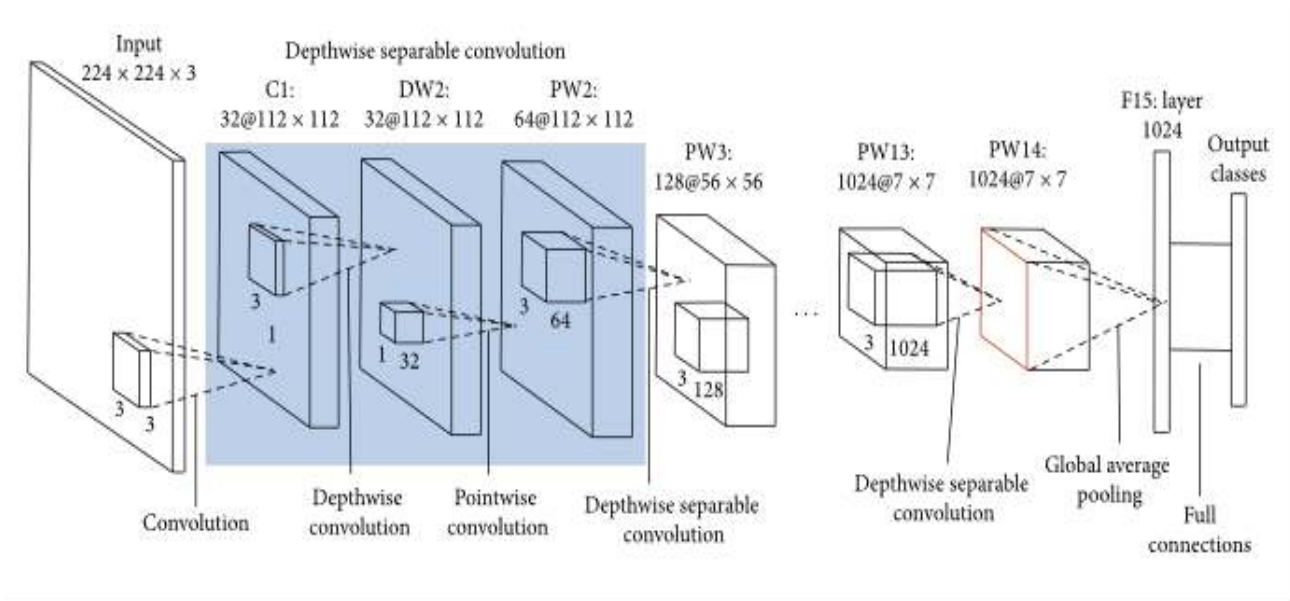 Input
224 × 224 × 3
Depthwise separable convolution
C1:
32@112 × 112
DW2:
32@112 × 112
PW2:
64@112 × 112
PW3:
128@56 × 56
PW13:
1024@7 × 7
PW14:
1024@7 × 7
F15: layer
1024
Output
classes
3
3
3
1
1
32
3
64
3
128
...
3
1024
Convolution
Depthwise
convolution
Pointwise
convolution
Depthwise separable
convolution
Depthwise separable
convolution
Global average
pooling
Full
connections